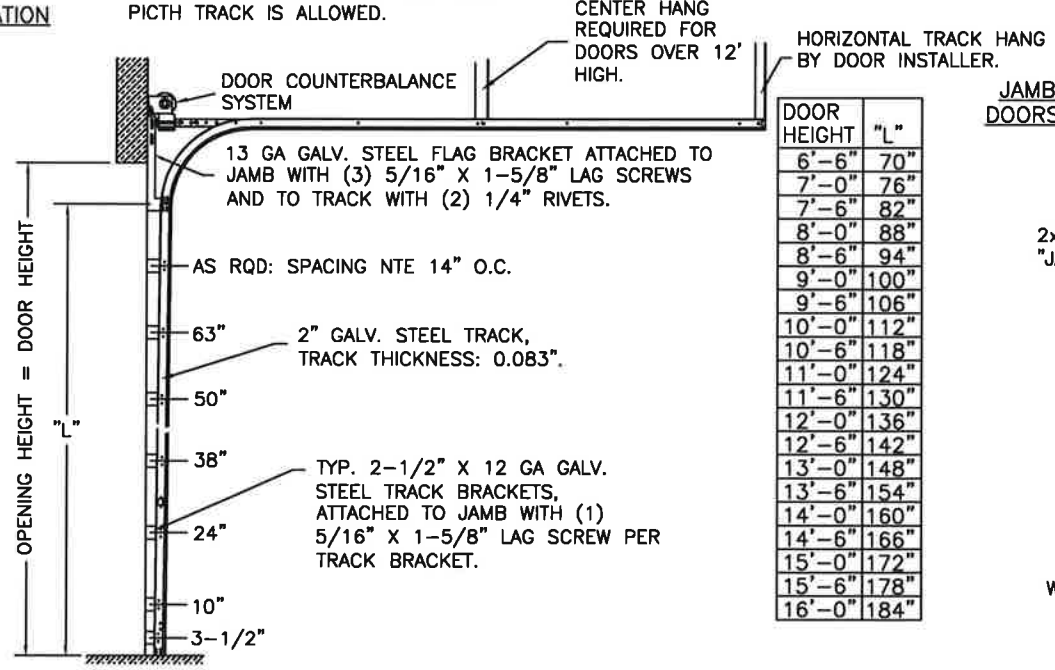 ATION
PICTH TRACK IS ALLOWED.
CENTER HANG
REQUIRED FOR
DOORS OVER 12'
HIGH.
HORIZONTAL TRACK HANG
BY DOOR INSTALLER.
JAMB
DOORS
DOOR COUNTERBALANCE
SYSTEM
13 GA GALV. STEEL FLAG BRACKET ATTACHED TO
JAMB WITH (3) 5/16" X 1-5/8" LAG SCREWS
AND TO TRACK WITH (2) 1/4" RIVETS.
AS RQD: SPACING NTE 14" O.C.
63"
2" GALV. STEEL TRACK,
TRACK THICKNESS: 0.083".
50"
38"
TYP. 2-1/2" X 12 GA GALV.
STEEL TRACK BRACKETS,
ATTACHED TO JAMB WITH (1)
5/16" X 1-5/8" LAG SCREW PER
TRACK BRACKET.
24"
10"
3-1/2"
OPENING HEIGHT = DOOR HEIGHT
"L"
DOOR HEIGHT "L"
6'-6" 70"
7'-0" 76"
7'-6" 82"
8'-0" 88"
8'-6" 94"
9'-0" 100"
9'-6" 106"
10'-0" 112"
10'-6" 118"
11'-0" 124"
11'-6" 130"
12'-0" 136"
12'-6" 142"
13'-0" 148"
13'-6" 154"
14'-0" 160"
14'-6" 166"
15'-0" 172"
15'-6" 178"
16'-0" 184"
2x
"J
W